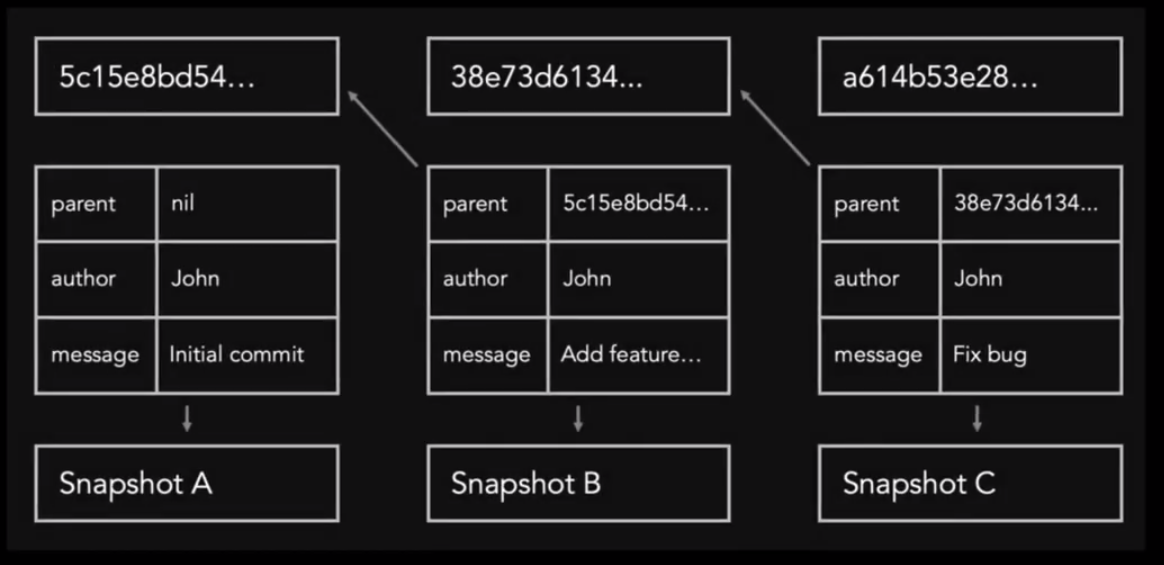 5c15e8bd54…
38e73d6134...
a614b53e28…
parent nil
author John
message Initial commit
parent 5c15e8bd54…
author John
message Add feature…
parent 38e73d6134...
author John
message Fix bug
Snapshot A
Snapshot B
Snapshot C